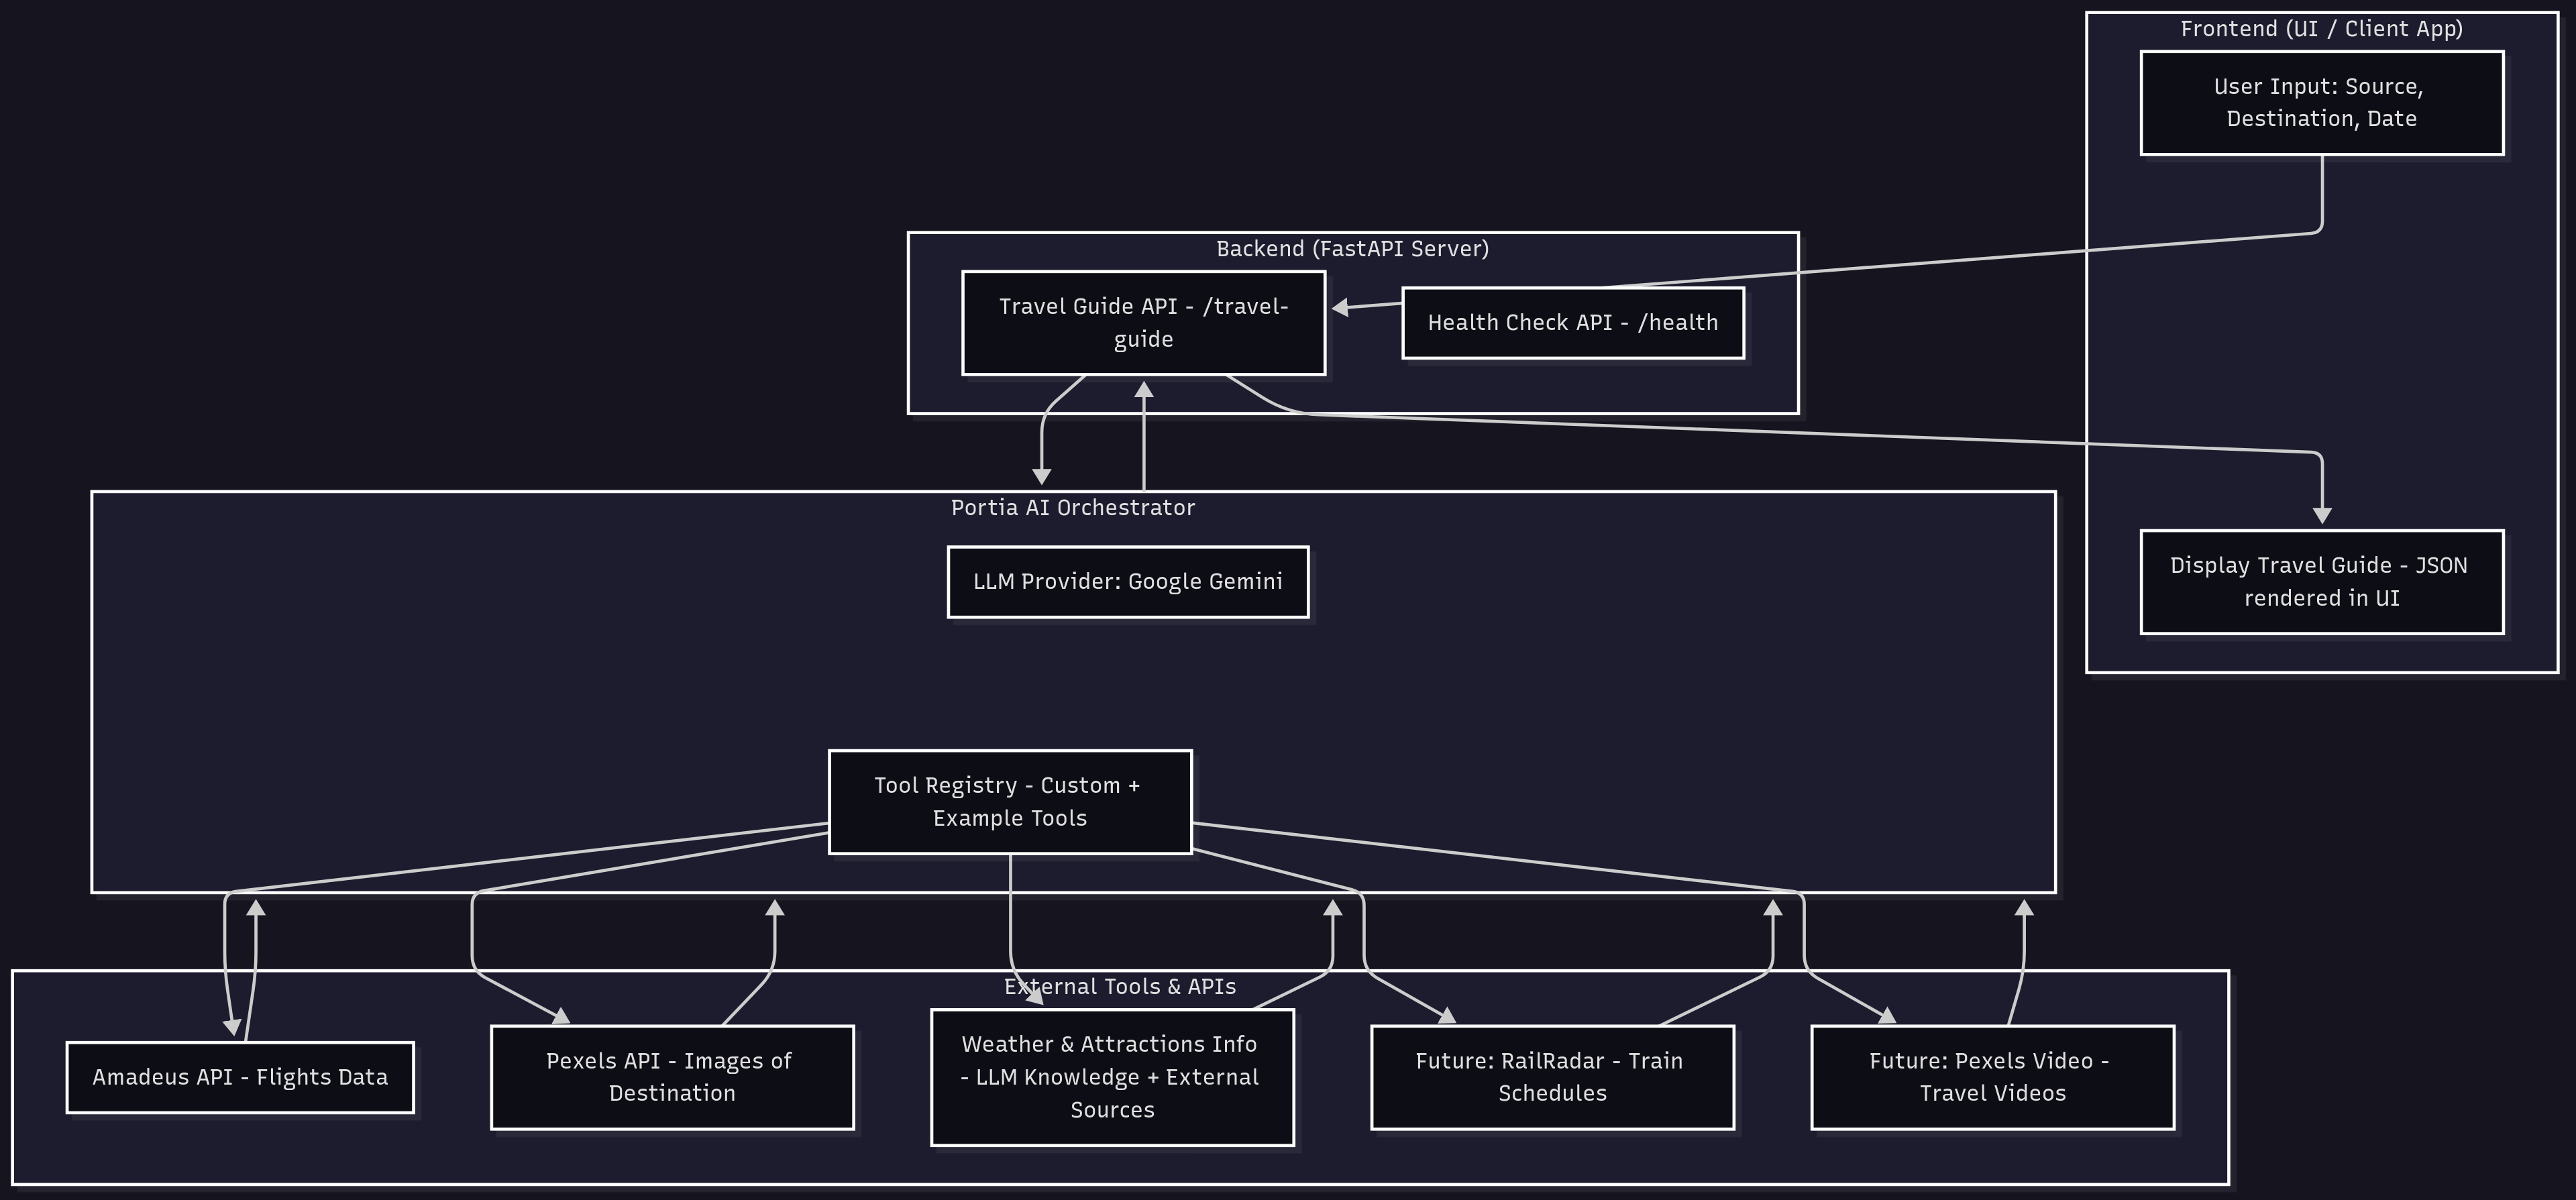 Frontend (UI / Client App)
User Input: Source,
Destination, Date
Backend (FastAPI Server)
Travel Guide API - /travel-
guide
Health Check API - /health
Portia AI Orchestrator
LLM Provider: Google Gemini
Display Travel Guide - JSON
rendered in UI
Tool Registry - Custom +
Example Tools
External Tools & APIs
Amadeus API - Flights Data
Pexels API - Images of
Destination
Weather & Attractions Info
- LLM Knowledge + External
Sources
Future: RailRadar - Train
Schedules
Future: Pexels Video -
Travel Videos